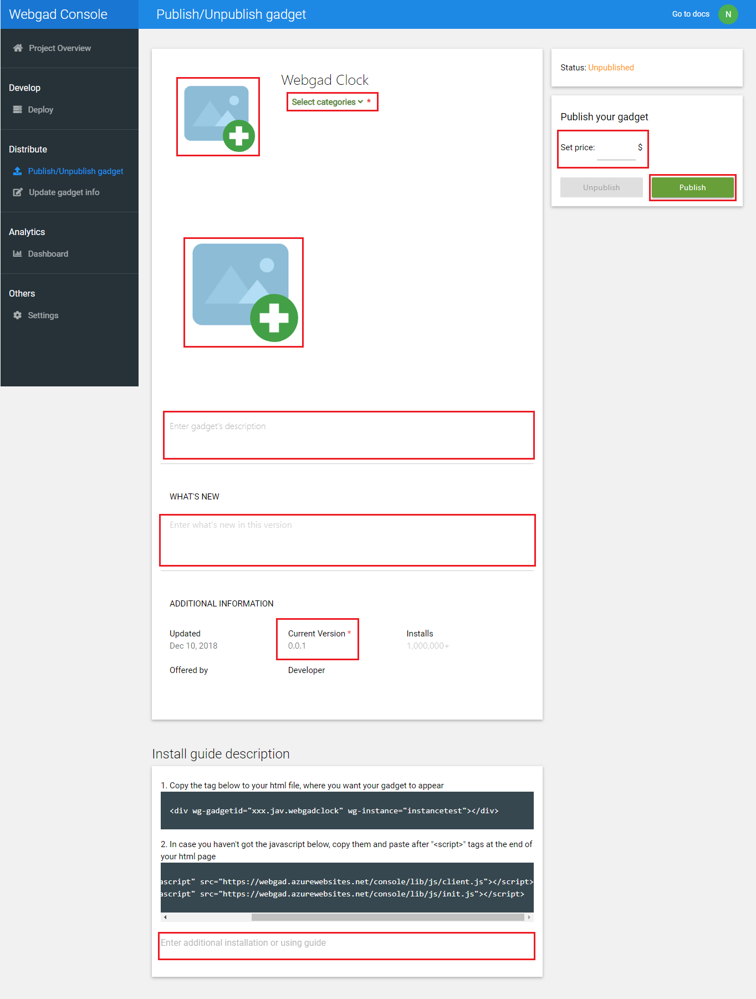 Webgad Console
Publish/Unpublish gadget
Go to docs
N
Project Overview
Develop
Deploy
Distribute
Publish/Unpublish gadget
Update gadget info
Analytics
Dashboard
Others
Settings
Webgad Clock
Select categories *
Enter gadget's description
WHAT'S NEW
Enter what's new in this version
ADDITIONAL INFORMATION
Updated
Dec 10, 2018
Current Version *
0.0.1
Installs
1,000,000+
Offered by
Developer
Status: Unpublished
Publish your gadget
Set price: $
Unpublish
Publish
Install guide description
1. Copy the tag below to your html file, where you want your gadget to appear
<div wg-gadgetid="xxx.jav.webgadclock" wg-instance="instancetest"></div>
2. In case you haven't got the javascript below, copy them and paste after "<script>" tags at the end of
your html page
ascript" src="https://webgad.azurewebsites.net/console/lib/js/client.js"></script>
ascript" src="https://webgad.azurewebsites.net/console/lib/js/init.js"></script>
Enter additional installation or using guide